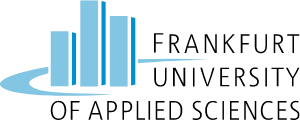 FRANKFURT
UNIVERSITY
OF APPLIED SCIENCES